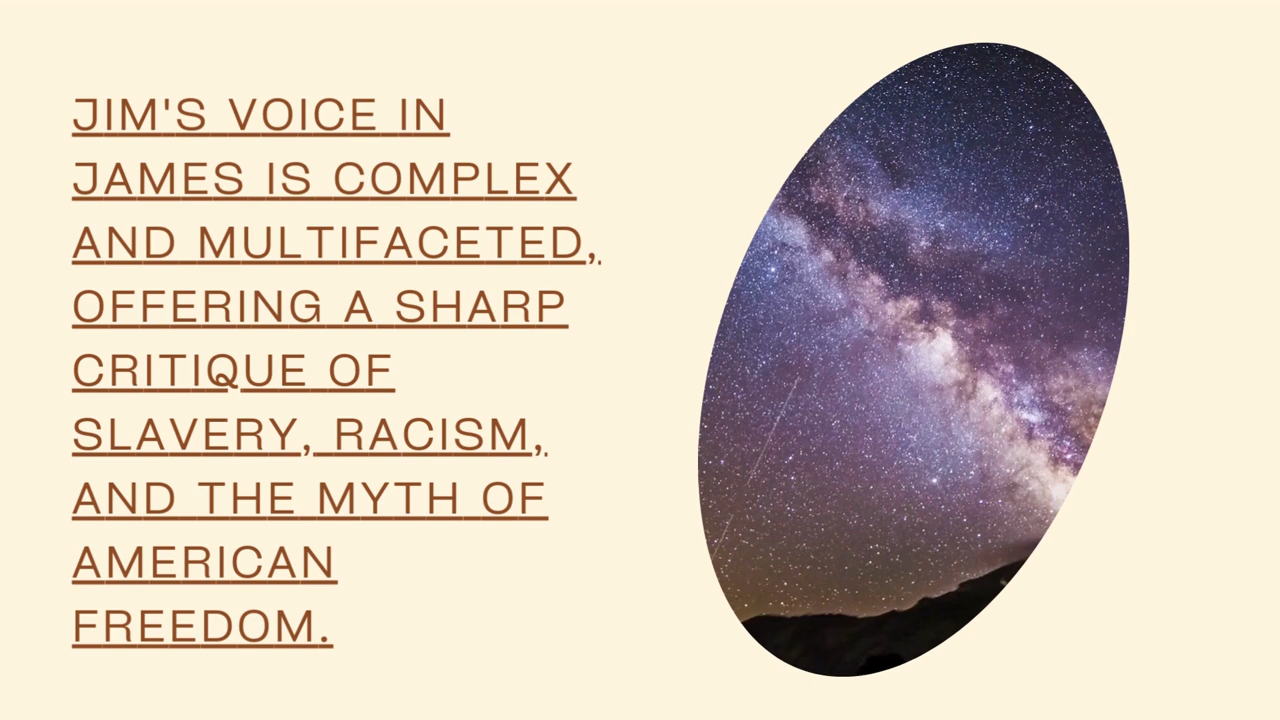 JIM'S VOICE IN
JAMES IS COMPLEX
AND MULTIFACETED,
OFFERING A SHARP
CRITIQUE OF
SLAVERY, RACISM,
AND THE MYTH OF
AMERICAN
FREEDOM.